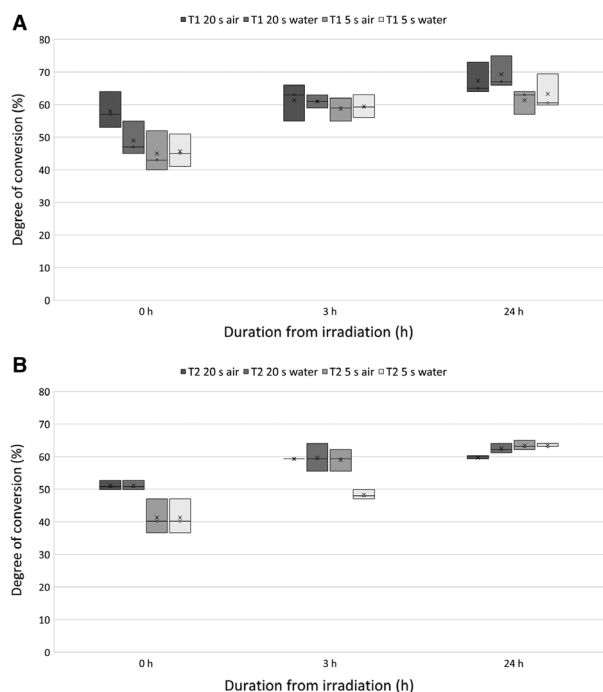 A
■ T1 20 s air ■ T1 20 s water ■ T1 5 s air □ T1 5 s water
80
70
60
50
40
30
20
10
0
Degree of conversion (%)
0 h 3 h 24 h
Duration from irradiation (h)
B
■ T2 20 s air ■ T2 20 s water ■ T2 5 s air □ T2 5 s water
80
70
60
50
40
30
20
10
0
Degree of conversion (%)
0 h 3 h 24 h
Duration from irradiation (h)